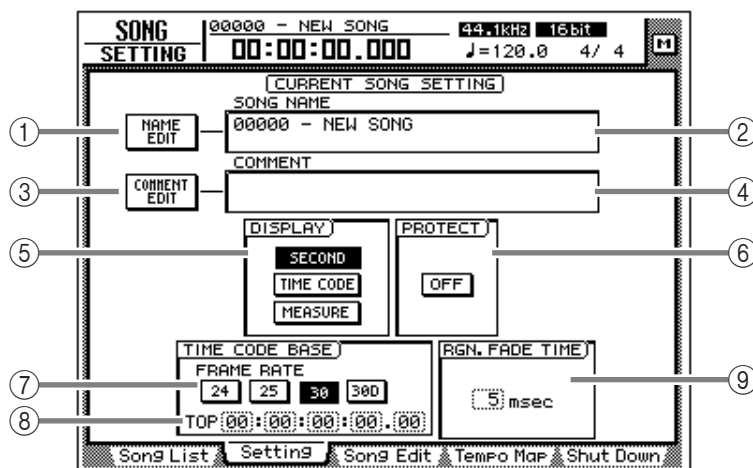 SONG
SETTING
00000 - NEW SONG
00:00:00.000
44.1kHz 16bit
♩=120.0 4/ 4
M
CURRENT SONG SETTING
SONG NAME
① NAME EDIT 00000 - NEW SONG ②
COMMENT
③ COMMENT EDIT ④
DISPLAY PROTECT
⑤ SECOND ⑥
TIME CODE OFF
MEASURE
TIME CODE BASE RGN. FADE TIME
FRAME RATE
⑦ 24 25 30 30D ⑨
5 msec
⑧ TOP 00:00:00:00.00
Song List Setting Song Edit Tempo Map Shut Down